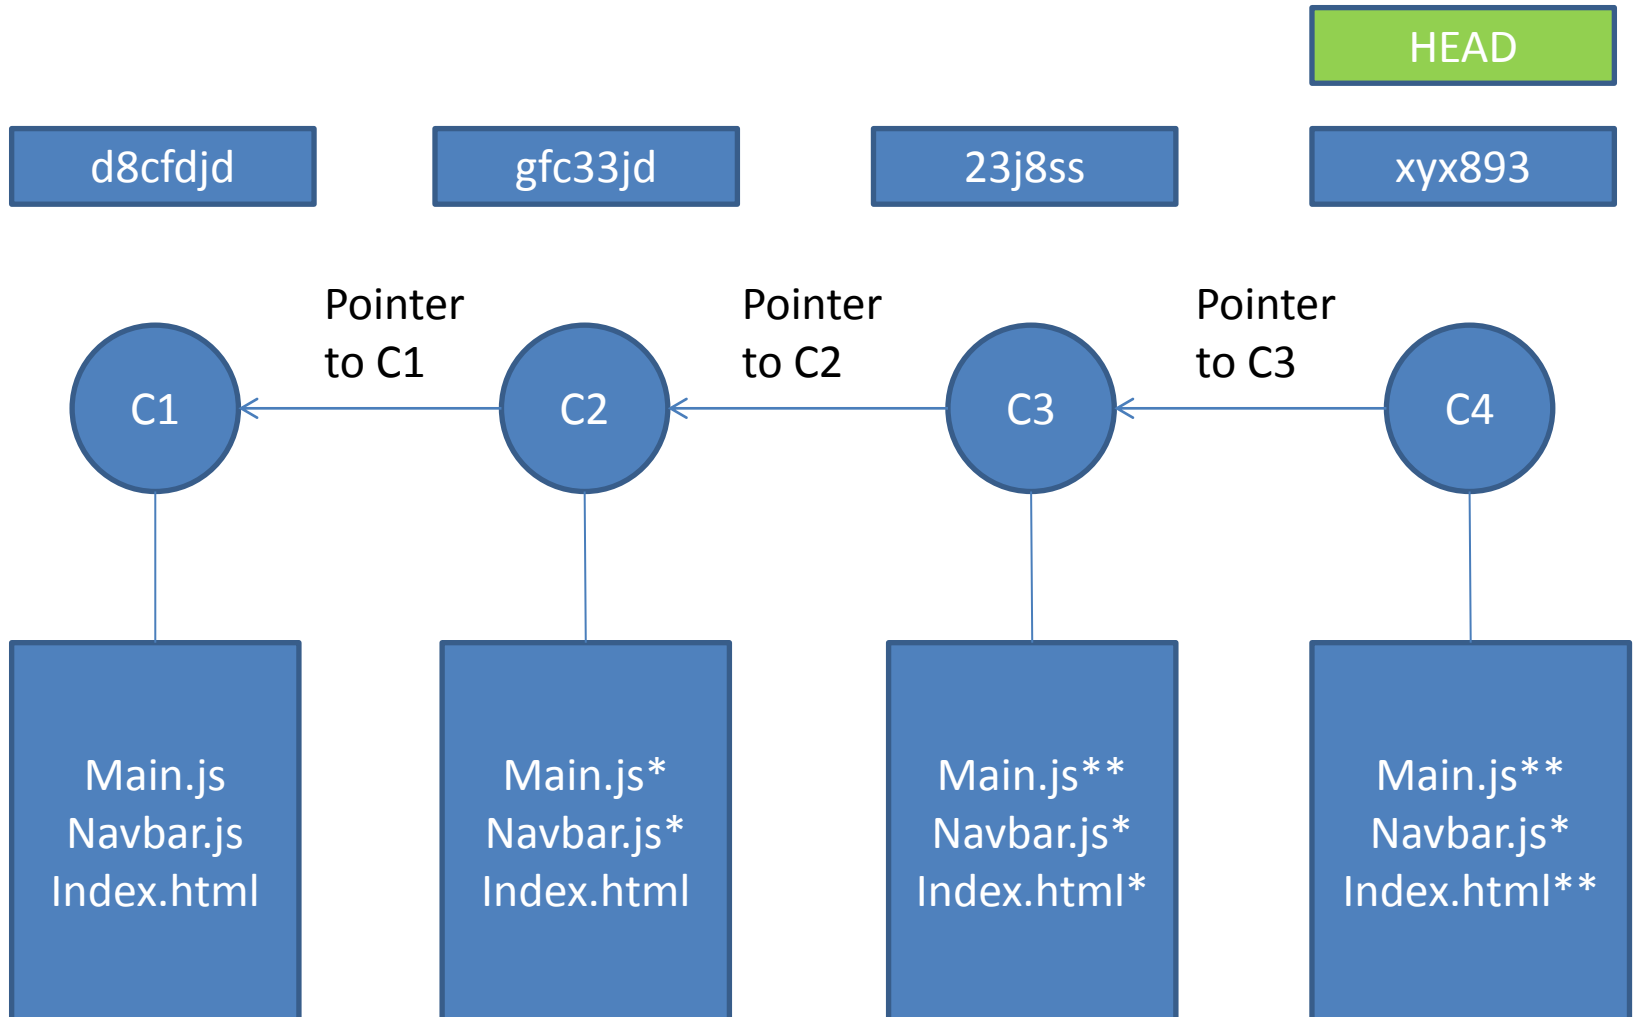 HEAD
d8cfdjd
gfc33jd
23j8ss
xyx893
Pointer
to C1
Pointer
to C2
Pointer
to C3
C1
C2
C3
C4
Main.js
Navbar.js
Index.html
Main.js*
Navbar.js*
Index.html
Main.js**
Navbar.js*
Index.html*
Main.js**
Navbar.js*
Index.html**